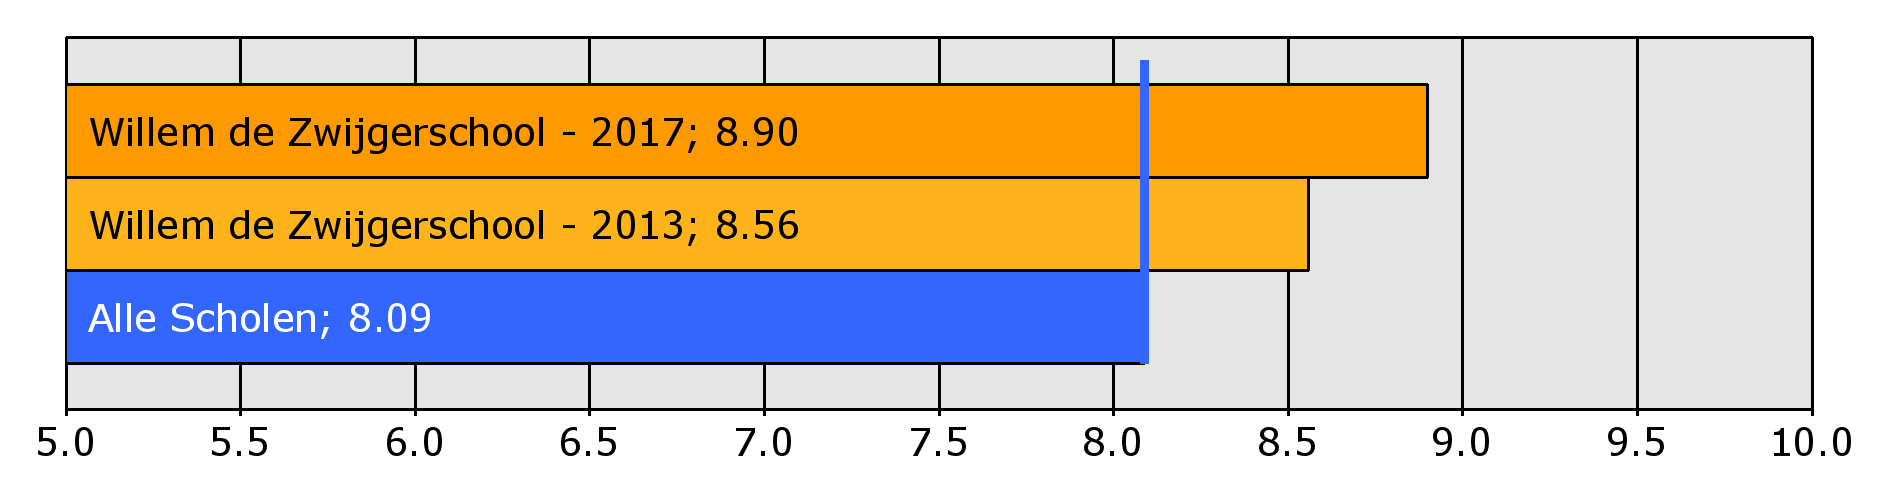 Willem de Zwijgerschool - 2017; 8.90
Willem de Zwijgerschool - 2013; 8.56
Alle Scholen; 8.09
5.0 5.5 6.0 6.5 7.0 7.5 8.0 8.5 9.0 9.5 10.0